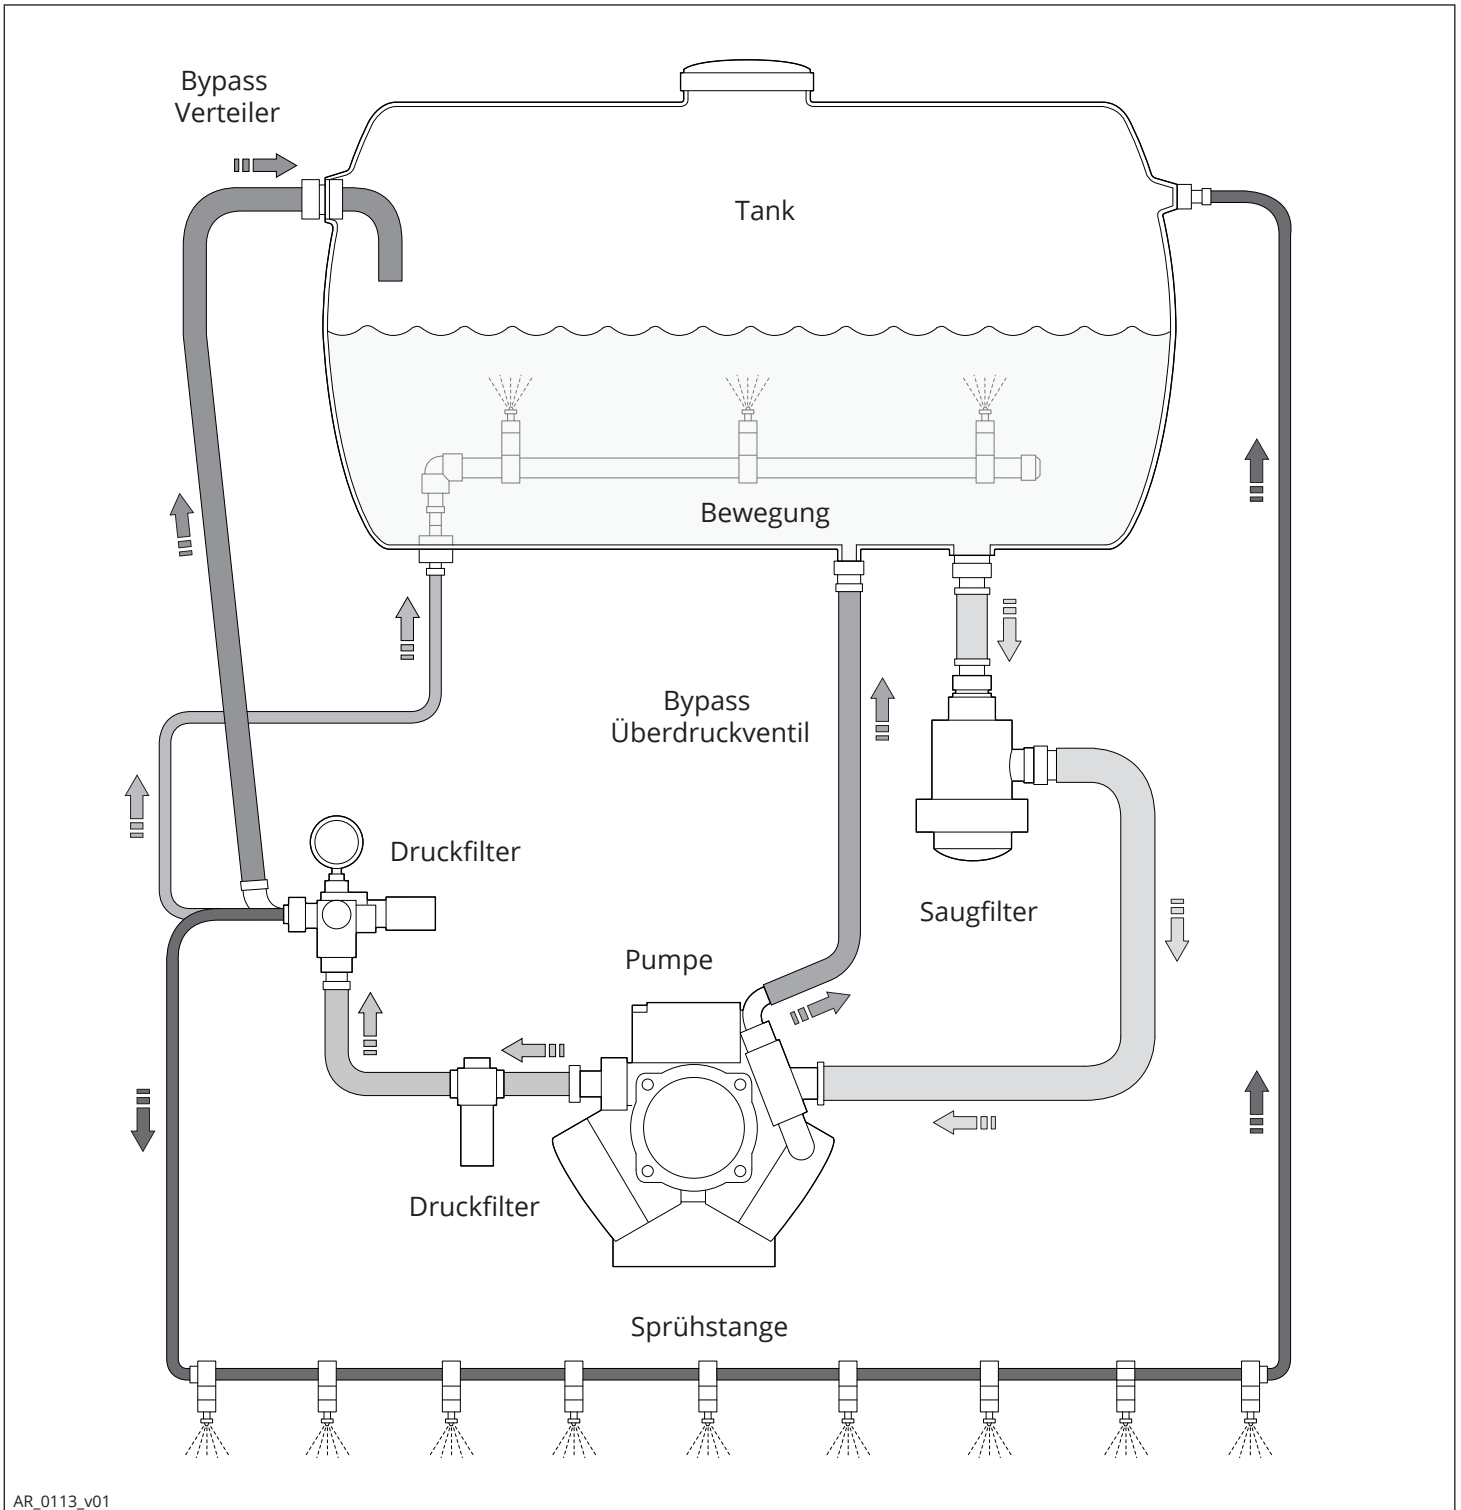 Bypass
Verteiler
Tank
Bewegung
Bypass
Überdruckventil
Druckfilter
Saugfilter
Pumpe
Druckfilter
Sprühstange
AR_0113_v01